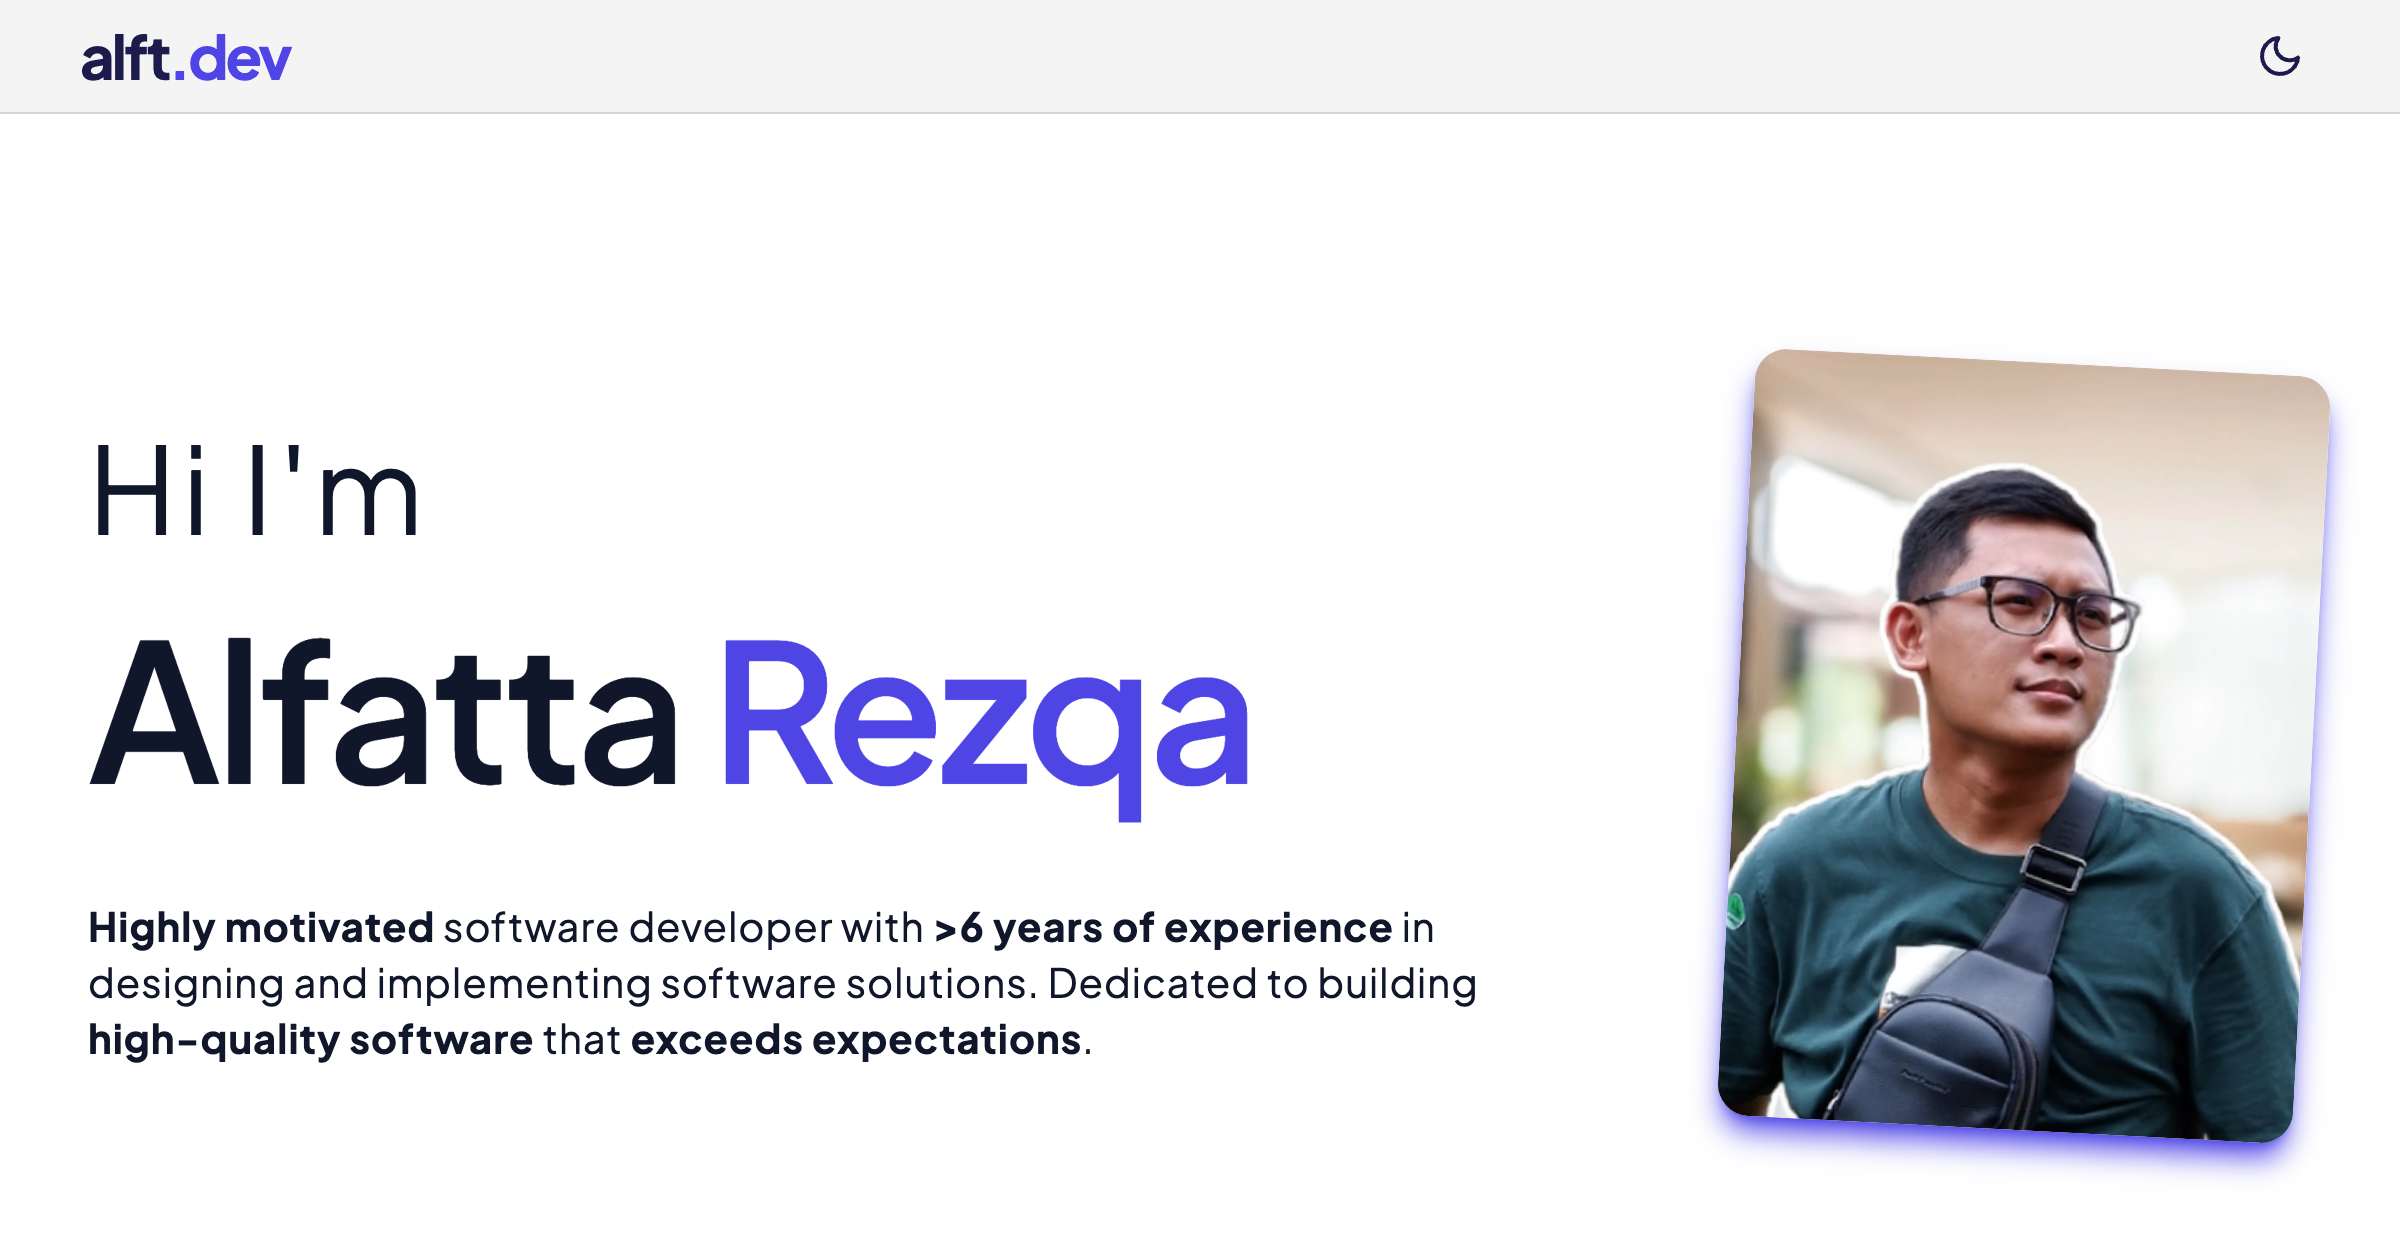 alft.dev
Hi I'm
Alfatta Rezqa
Highly motivated software developer with >6 years of experience in
designing and implementing software solutions. Dedicated to building
high-quality software that exceeds expectations.